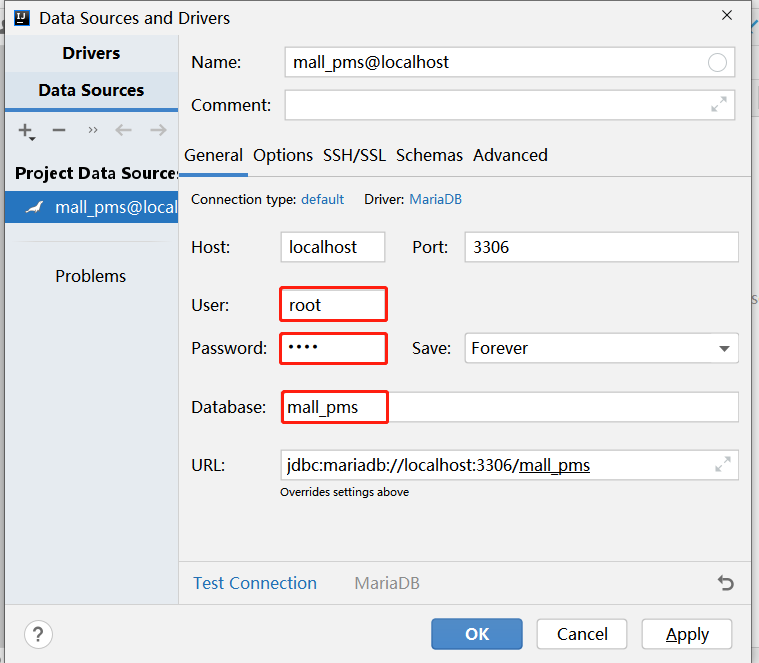 Data Sources and Drivers
Drivers
Data Sources
Project Data Source
mall_pms@local
Problems
Name: mall_pms@localhost
Comment:
General Options SSH/SSL Schemas Advanced
Connection type: default Driver: MariaDB
Host: localhost Port: 3306
User: root
Password: •••• Save: Forever
Database: mall_pms
URL: jdbc:mariadb://localhost:3306/mall_pms
Overrides settings above
Test Connection MariaDB
? OK Cancel Apply